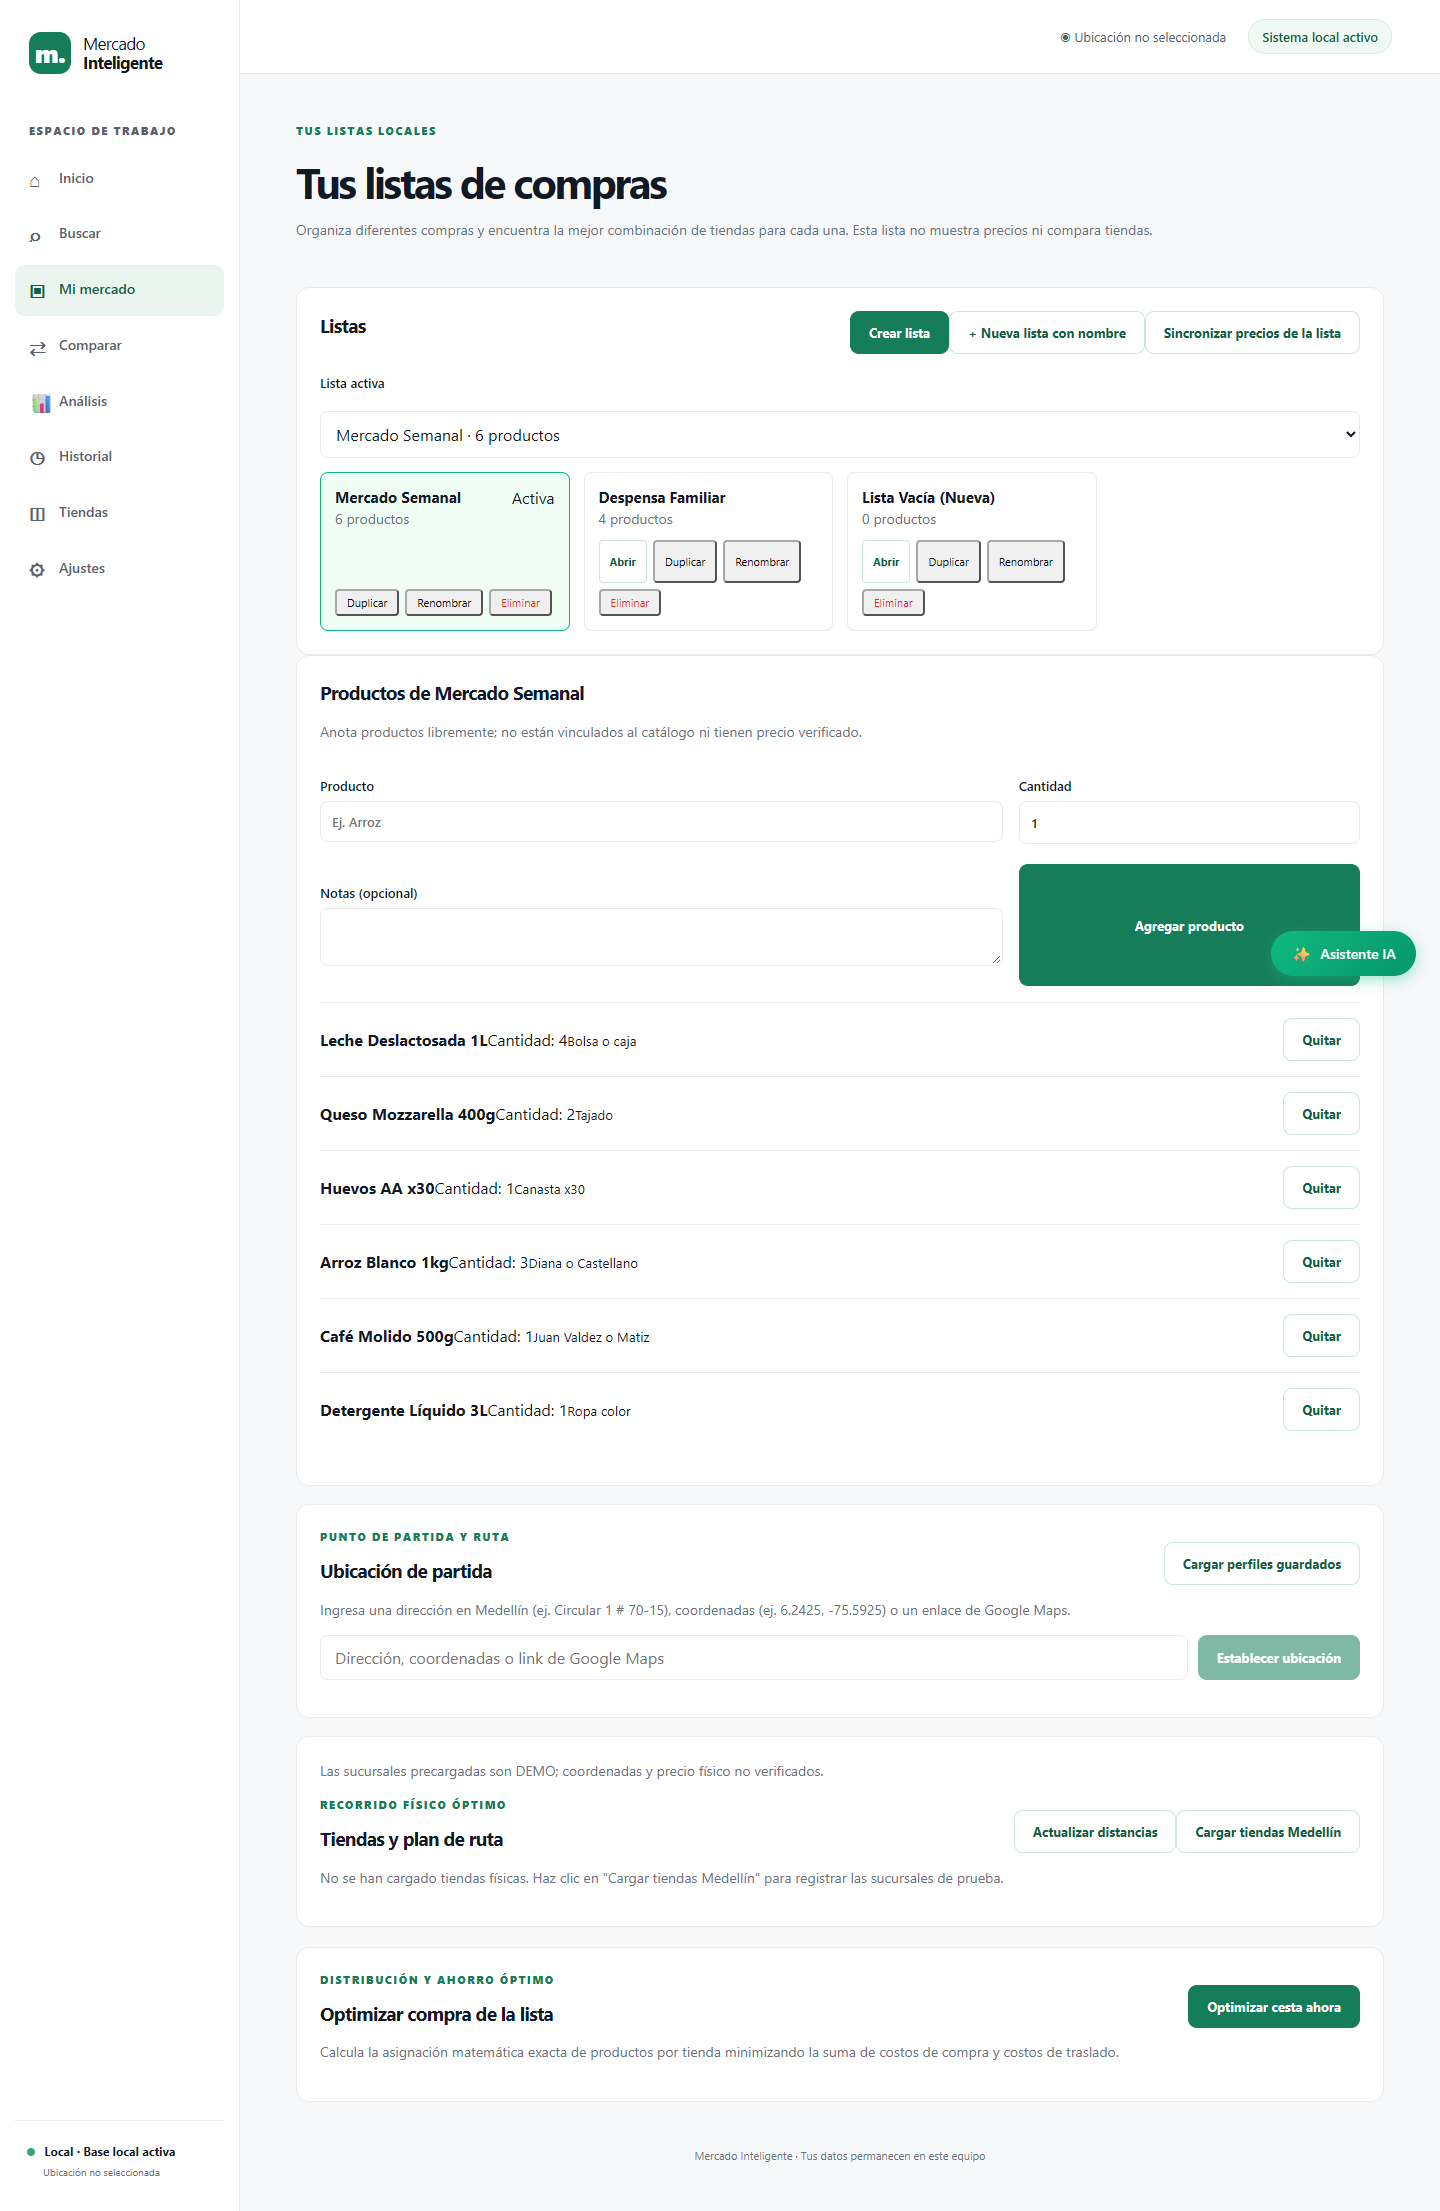 m.
Mercado
Inteligente
ESPACIO DE TRABAJO
Inicio
Buscar
Mi mercado
Comparar
Análisis
Historial
Tiendas
Ajustes
Local · Base local activa
Ubicación no seleccionada
Ubicación no seleccionada
Sistema local activo
TUS LISTAS LOCALES
Tus listas de compras
Organiza diferentes compras y encuentra la mejor combinación de tiendas para cada una. Esta lista no muestra precios ni compara tiendas.
Listas
Crear lista
+ Nueva lista con nombre
Sincronizar precios de la lista
Lista activa
Mercado Semanal · 6 productos
Mercado Semanal Activa
6 productos
Duplicar Renombrar Eliminar
Despensa Familiar
4 productos
Abrir Duplicar Renombrar
Eliminar
Lista Vacía (Nueva)
0 productos
Abrir Duplicar Renombrar
Eliminar
Productos de Mercado Semanal
Anota productos libremente; no están vinculados al catálogo ni tienen precio verificado.
Producto
Ej. Arroz
Cantidad
1
Notas (opcional)
Agregar producto
✨ Asistente IA
Leche Deslactosada 1LCantidad: 4Bolsa o caja Quitar
Queso Mozzarella 400gCantidad: 2Tajado Quitar
Huevos AA x30Cantidad: 1Canasta x30 Quitar
Arroz Blanco 1kgCantidad: 3Diana o Castellano Quitar
Café Molido 500gCantidad: 1Juan Valdez o Matiz Quitar
Detergente Líquido 3LCantidad: 1Ropa color Quitar
PUNTO DE PARTIDA Y RUTA
Ubicación de partida
Cargar perfiles guardados
Ingresa una dirección en Medellín (ej. Circular 1 # 70-15), coordenadas (ej. 6.2425, -75.5925) o un enlace de Google Maps.
Dirección, coordenadas o link de Google Maps
Establecer ubicación
Las sucursales precargadas son DEMO; coordenadas y precio físico no verificados.
RECORRIDO FÍSICO ÓPTIMO
Tiendas y plan de ruta
Actualizar distancias
Cargar tiendas Medellín
No se han cargado tiendas físicas. Haz clic en "Cargar tiendas Medellín" para registrar las sucursales de prueba.
DISTRIBUCIÓN Y AHORRO ÓPTIMO
Optimizar compra de la lista
Optimizar cesta ahora
Calcula la asignación matemática exacta de productos por tienda minimizando la suma de costos de compra y costos de traslado.
Mercado Inteligente · Tus datos permanecen en este equipo